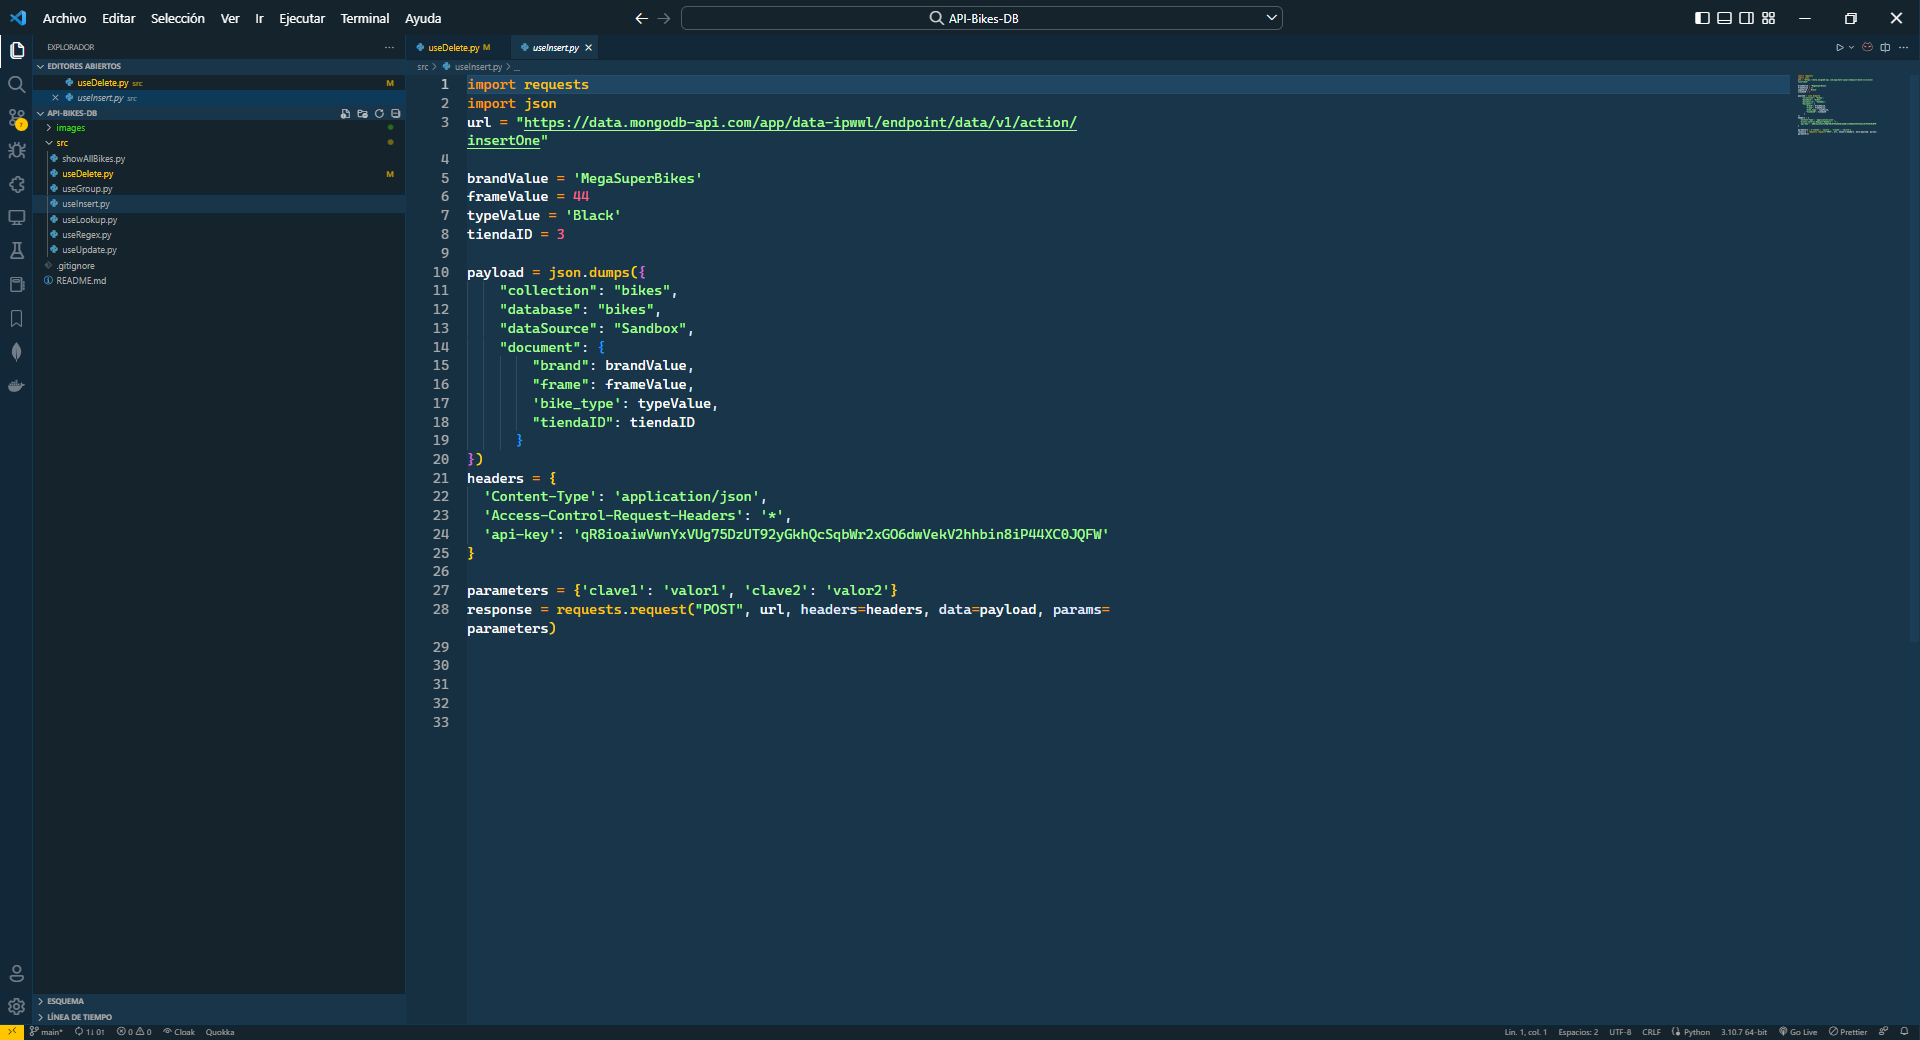 Archivo Editar Selección Ver Ir Ejecutar Terminal Ayuda
API-Bikes-DB
EXPLORADOR
EDITORES ABIERTOS
useDelete.py src M
useInsert.py src
API-BIKES-DB
images
src
showAllBikes.py
useDelete.py M
useGroup.py
useInsert.py
useLookup.py
useRegex.py
useUpdate.py
.gitignore
README.md
ESQUEMA
LÍNEA DE TIEMPO
useDelete.py M useInsert.py
src > useInsert.py > ...
1 import requests
2 import json
3 url = "https://data.mongodb-api.com/app/data-ipwwl/endpoint/data/v1/action/
insertOne"
4
5 brandValue = 'MegaSuperBikes'
6 frameValue = 44
7 typeValue = 'Black'
8 tiendaID = 3
9
10 payload = json.dumps({
11 "collection": "bikes",
12 "database": "bikes",
13 "dataSource": "Sandbox",
14 "document": {
15 "brand": brandValue,
16 "frame": frameValue,
17 'bike_type': typeValue,
18 "tiendaID": tiendaID
19 }
20 })
21 headers = {
22 'Content-Type': 'application/json',
23 'Access-Control-Request-Headers': '*',
24 'api-key': 'qR8ioaiwVwnYxVUg75DzUT92yGkhQcSqbWr2xGO6dwVekV2hhbin8iP44XC0JQFW'
25 }
26
27 parameters = {'clave1': 'valor1', 'clave2': 'valor2'}
28 response = requests.request("POST", url, headers=headers, data=payload, params=
parameters)
29
30
31
32
33
main* 1↓ 0↑ 0 0 Cloak Quokka
Lín. 1, col. 1 Espacios: 2 UTF-8 CRLF Python 3.10.7 64-bit Go Live Prettier